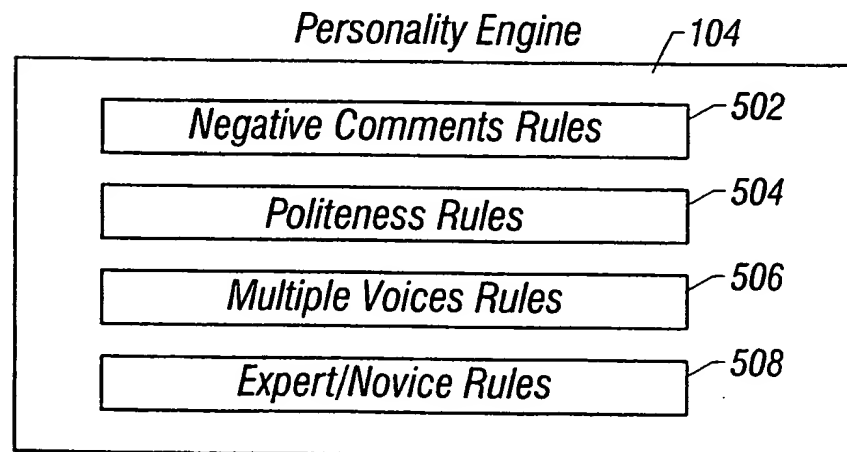 Personality Engine
104
Negative Comments Rules
502
Politeness Rules
504
Multiple Voices Rules
506
Expert/Novice Rules
508